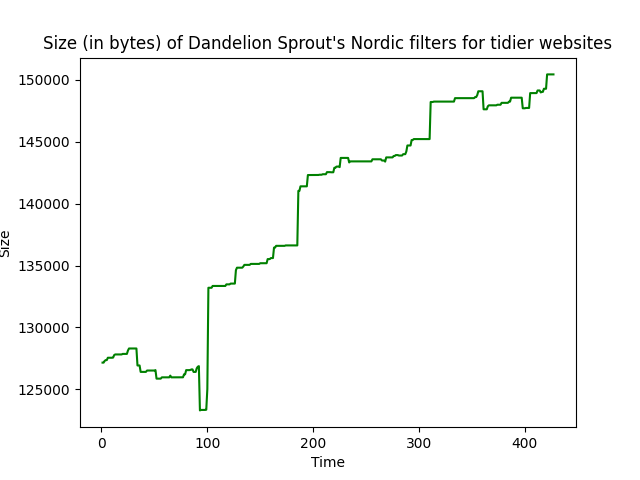 Size (in bytes) of Dandelion Sprout's Nordic filters for tidier websites
150000
145000
140000
135000
130000
125000
Size
0 100 200 300 400
Time